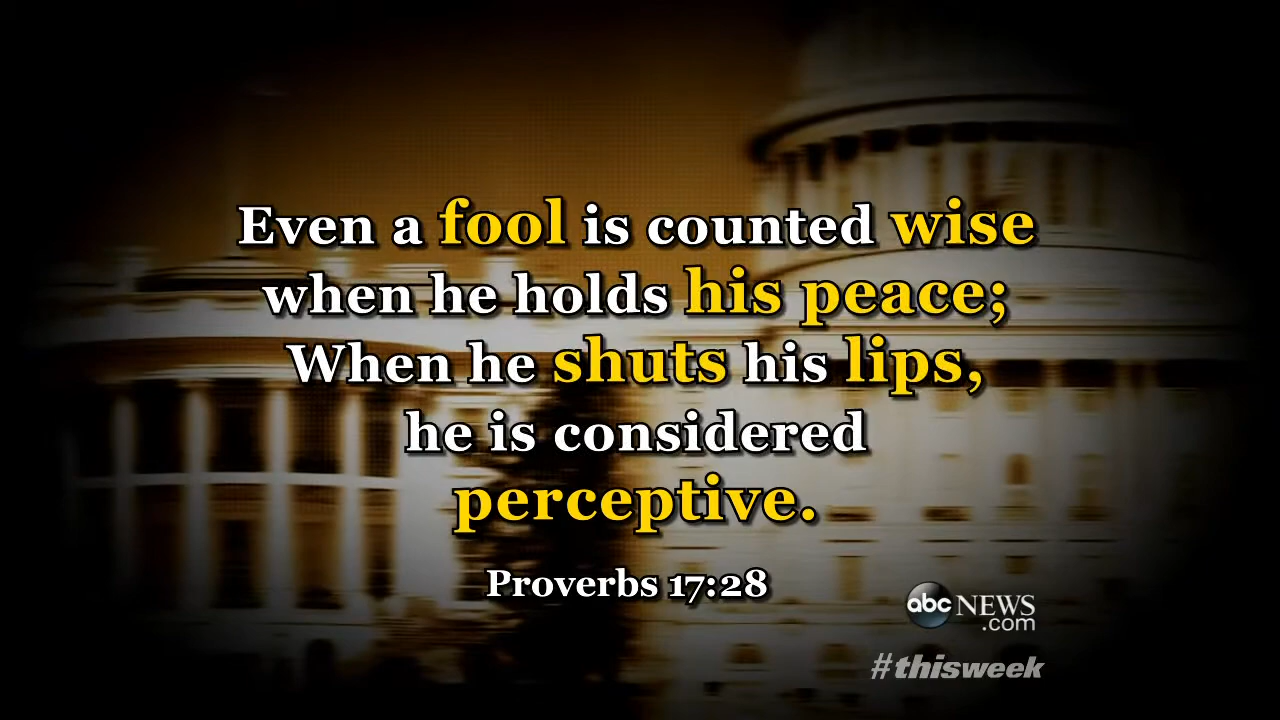 Even a fool is counted wise
when he holds his peace;
When he shuts his lips,
he is considered
perceptive.
Proverbs 17:28
abc NEWS
.com
#thisweek